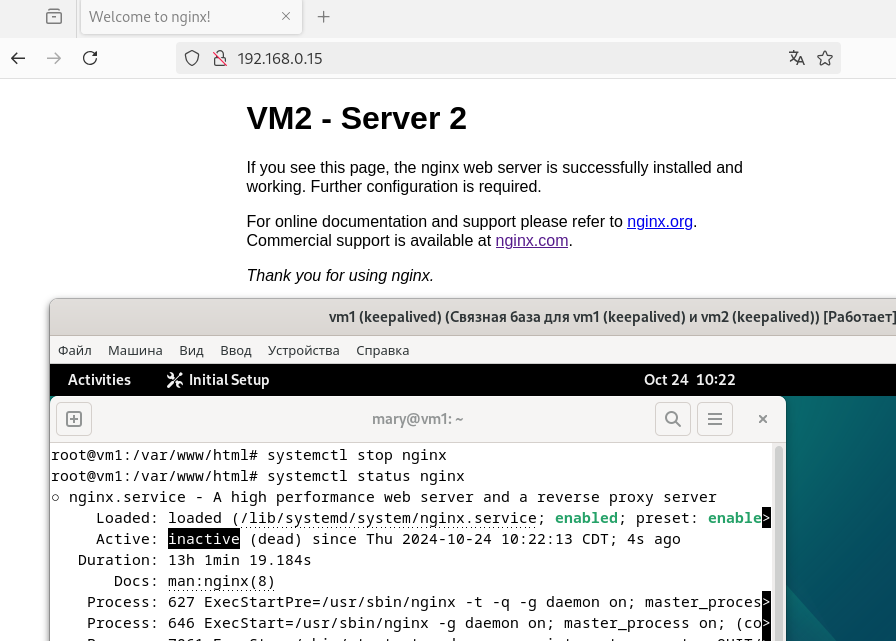 Welcome to nginx!
192.168.0.15
VM2 - Server 2
If you see this page, the nginx web server is successfully installed and
working. Further configuration is required.
For online documentation and support please refer to nginx.org.
Commercial support is available at nginx.com.
Thank you for using nginx.
vm1 (keepalived) (Связная база для vm1 (keepalived) и vm2 (keepalived)) [Работает]
Файл Машина Вид Ввод Устройства Справка
Activities Initial Setup Oct 24 10:22
mary@vm1: ~
root@vm1:/var/www/html# systemctl stop nginx
root@vm1:/var/www/html# systemctl status nginx
○ nginx.service - A high performance web server and a reverse proxy server
Loaded: loaded (/lib/systemd/system/nginx.service; enabled; preset: enable>
Active: inactive (dead) since Thu 2024-10-24 10:22:13 CDT; 4s ago
Duration: 13h 1min 19.184s
Docs: man:nginx(8)
Process: 627 ExecStartPre=/usr/sbin/nginx -t -q -g daemon on; master_proces>
Process: 646 ExecStart=/usr/sbin/nginx -g daemon on; master_process on; (co>